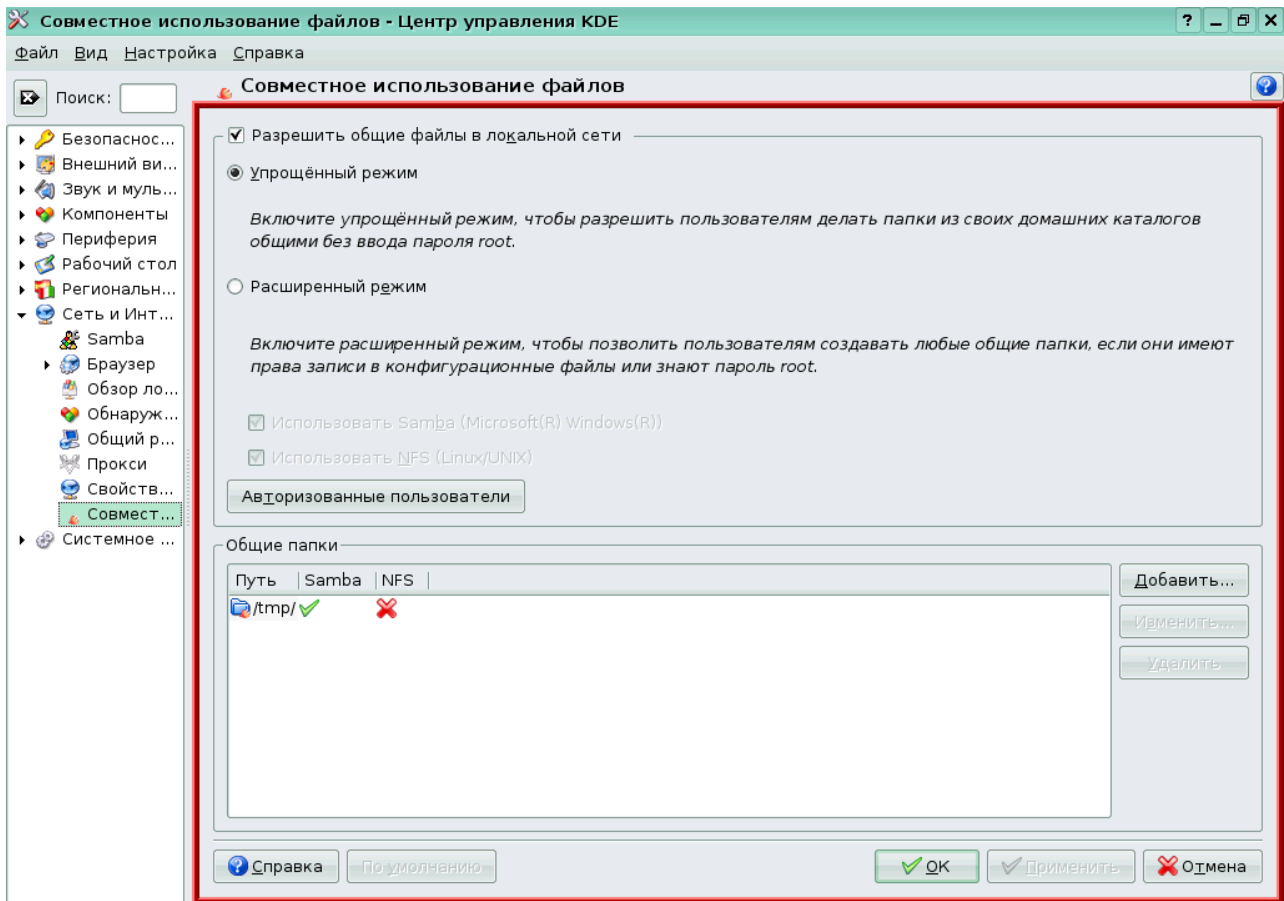 Совместное использование файлов - Центр управления KDE
Файл Вид Настройка Справка
Поиск:
Безопаснос...
Внешний ви...
Звук и муль...
Компоненты
Периферия
Рабочий стол
Региональн...
Сеть и Инт...
Samba
Браузер
Обзор ло...
Обнаруж...
Общий р...
Прокси
Свойств...
Совмест...
Системное ...
Совместное использование файлов
Разрешить общие файлы в локальной сети
Упрощённый режим
Включите упрощённый режим, чтобы разрешить пользователям делать папки из своих домашних каталогов
общими без ввода пароля root.
Расширенный режим
Включите расширенный режим, чтобы позволить пользователям создавать любые общие папки, если они имеют
права записи в конфигурационные файлы или знают пароль root.
Использовать Samba (Microsoft(R) Windows(R))
Использовать NFS (Linux/UNIX)
Авторизованные пользователи
Общие папки
Путь Samba NFS
/tmp/
Добавить...
Изменить...
Удалить
Справка По умолчанию OK Применить Отмена